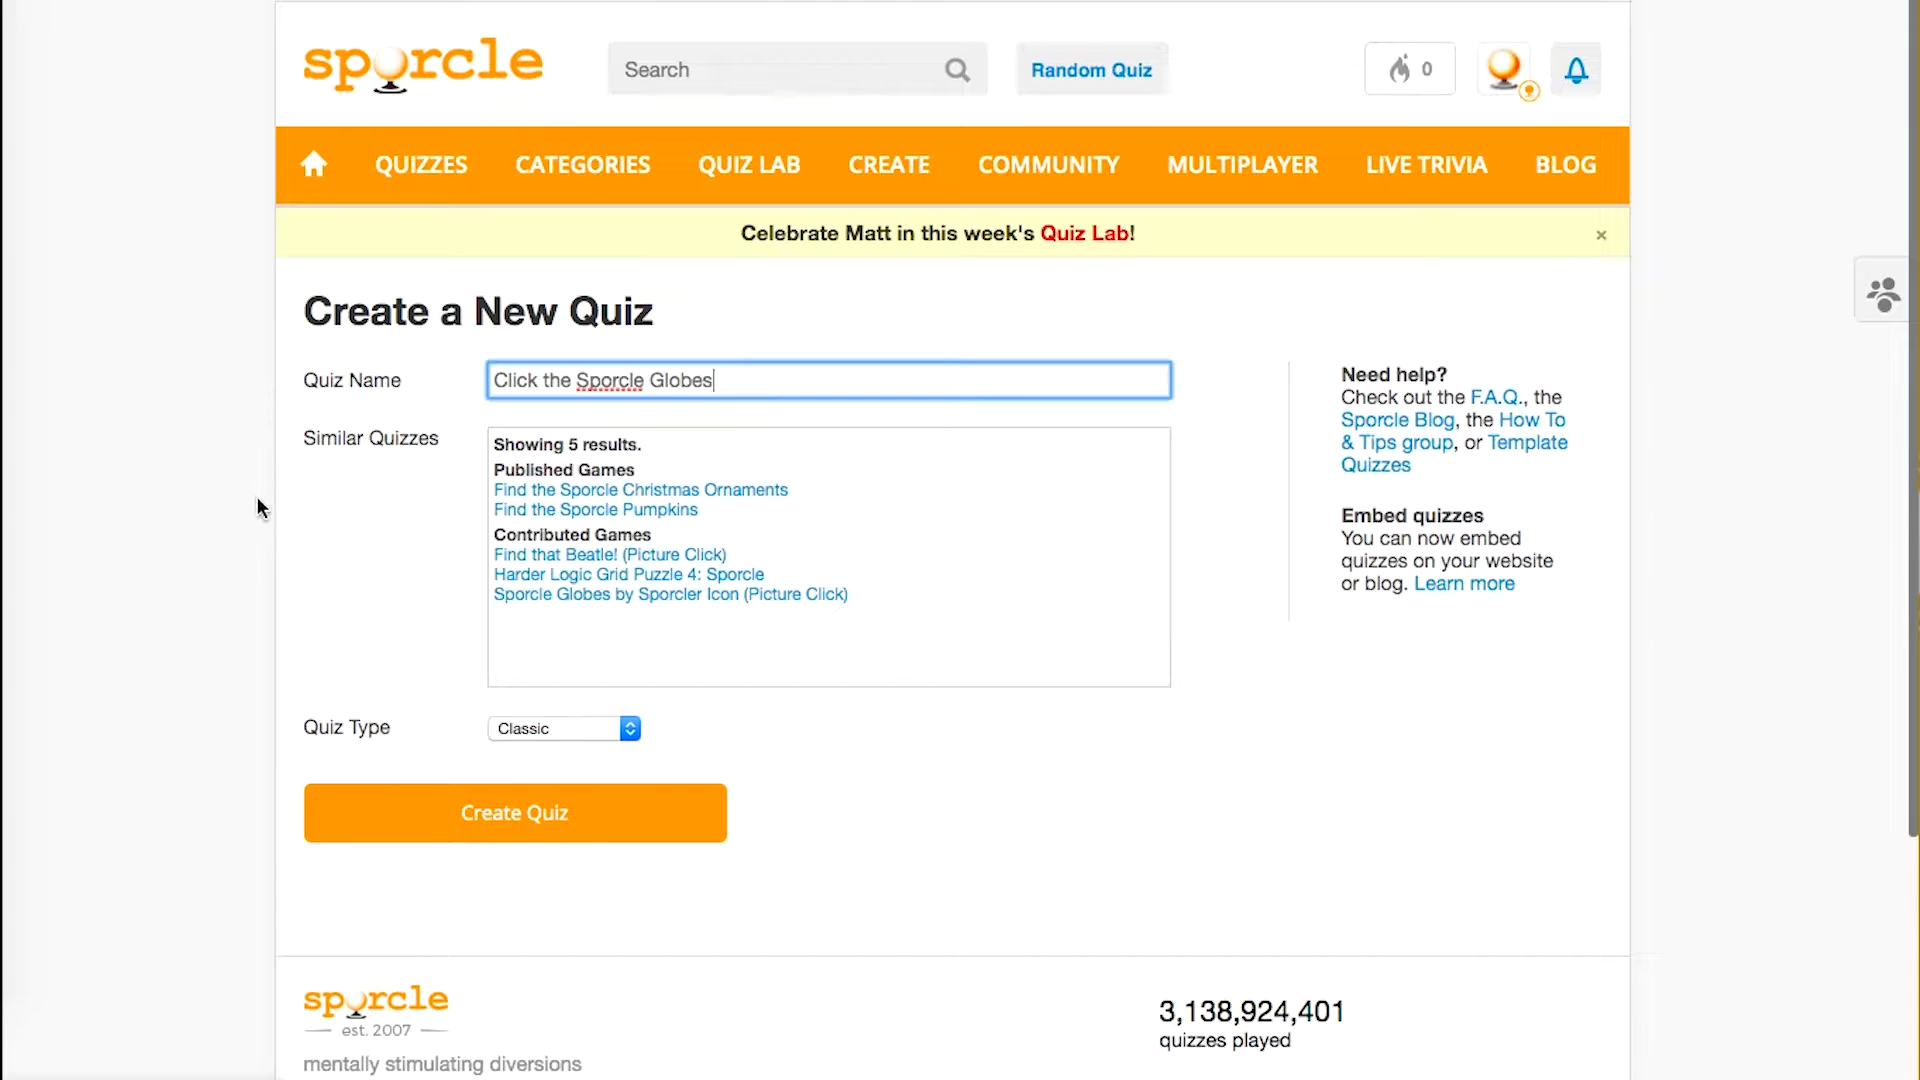 sporcle
Search
Random Quiz
0
QUIZZES
CATEGORIES
QUIZ LAB
CREATE
COMMUNITY
MULTIPLAYER
LIVE TRIVIA
BLOG
Celebrate Matt in this week's Quiz Lab!
×
Create a New Quiz
Quiz Name
Click the Sporcle Globes
Similar Quizzes
Showing 5 results.
Published Games
Find the Sporcle Christmas Ornaments
Find the Sporcle Pumpkins
Contributed Games
Find that Beatle! (Picture Click)
Harder Logic Grid Puzzle 4: Sporcle
Sporcle Globes by Sporcler Icon (Picture Click)
Quiz Type
Classic
Create Quiz
Need help?
Check out the F.A.Q., the
Sporcle Blog, the How To
& Tips group, or Template
Quizzes
Embed quizzes
You can now embed
quizzes on your website
or blog. Learn more
sporcle
est. 2007
mentally stimulating diversions
3,138,924,401
quizzes played